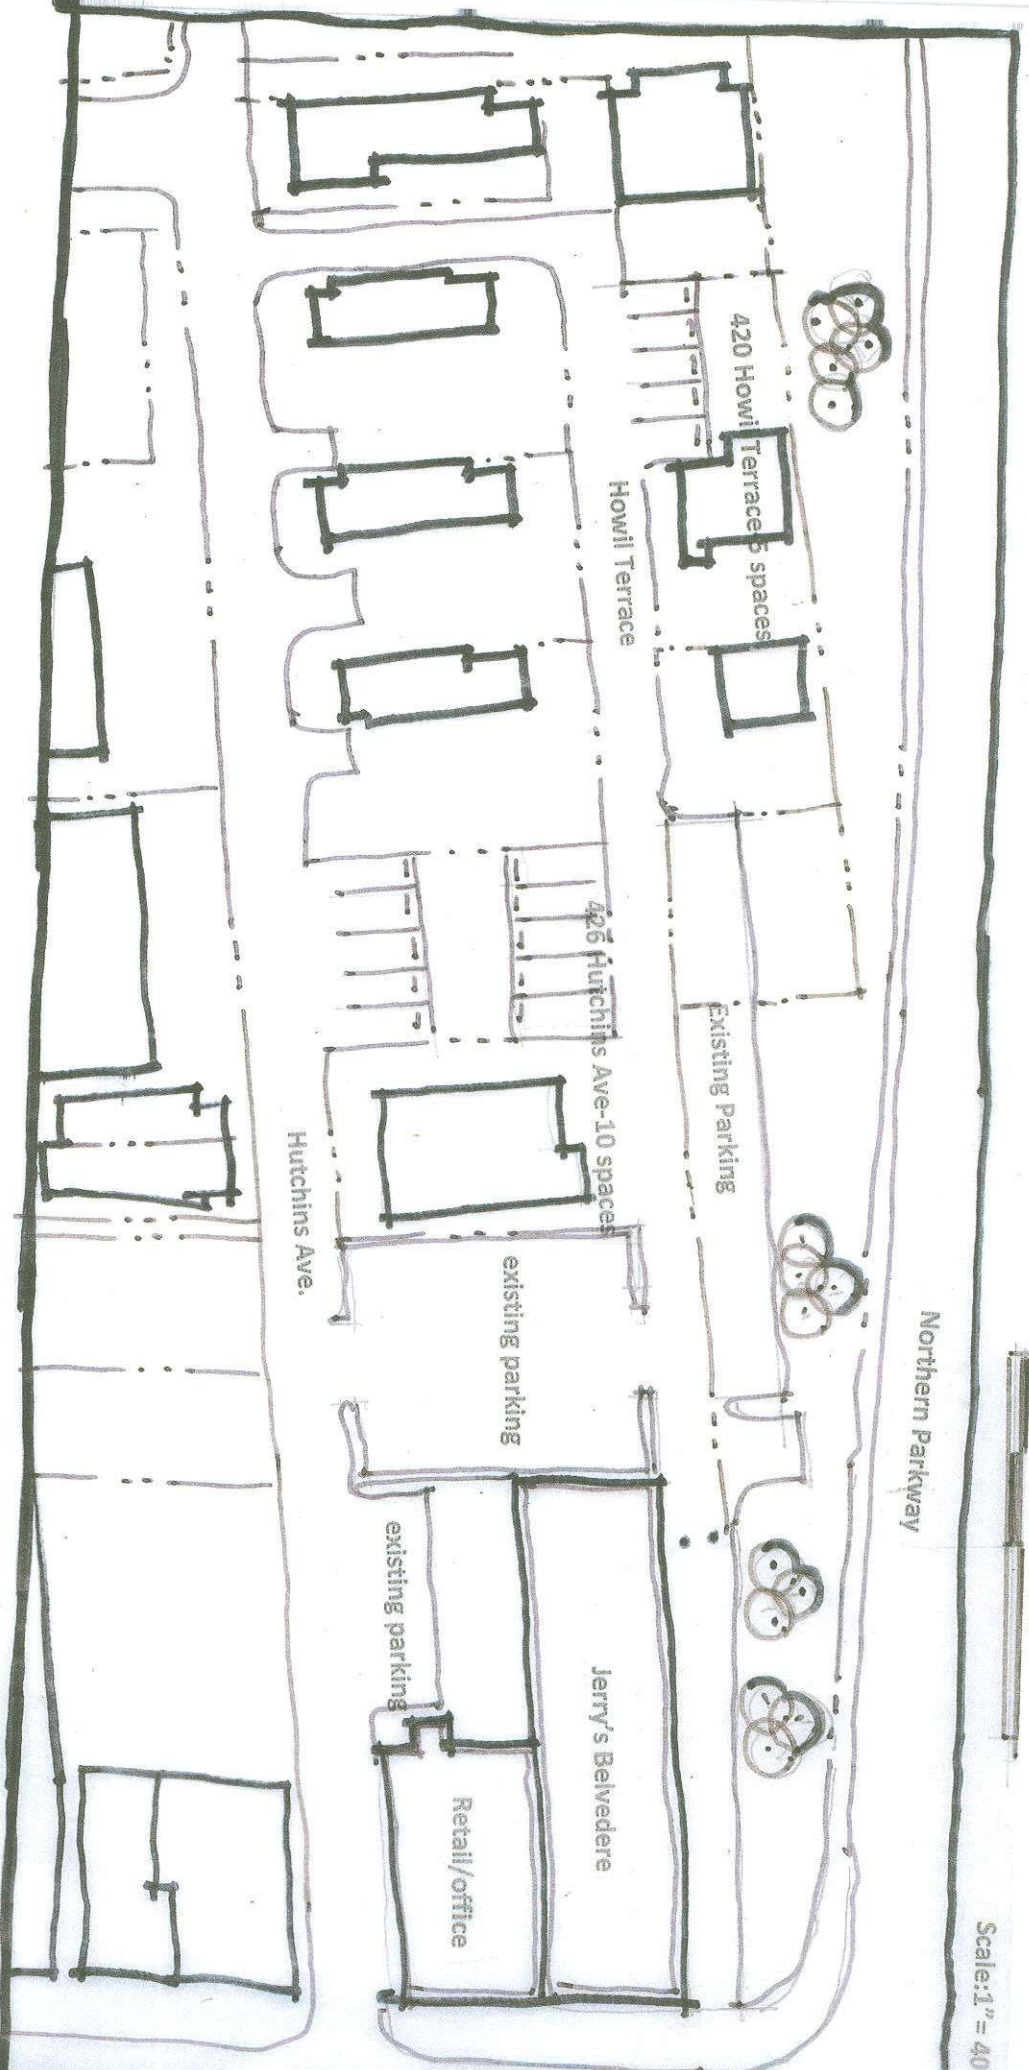 Scale:1"= 40
Northern Parkway
420 Howil Terrace-5 spaces
Existing Parking
Howil Terrace
426 Hutchins Ave-10 spaces
existing parking
Jerry's Belvedere
existing parking
Retail/office
Hutchins Ave.